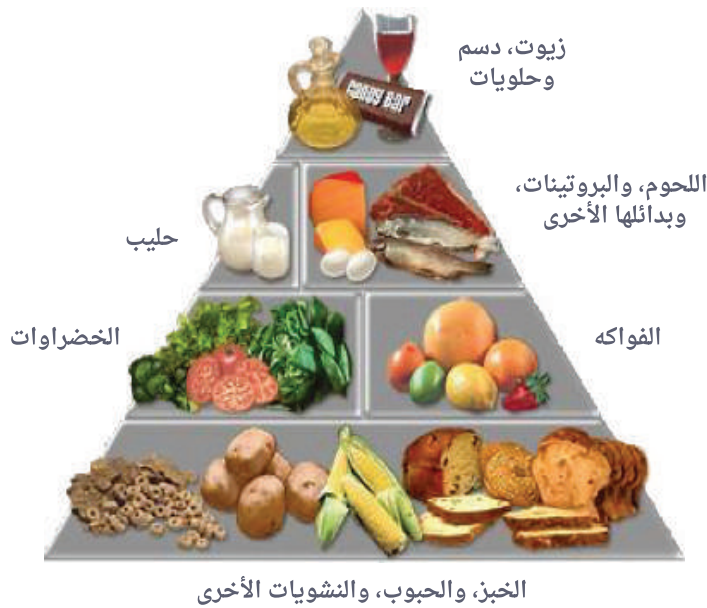 زيوت، دسم
وحلويات
CANDY BAR
اللحوم، والبروتينات،
وبدائلها الأخرى
حليب
الخضراوات
الفواكه
الخبز، والحبوب، والنشويات الأخرى